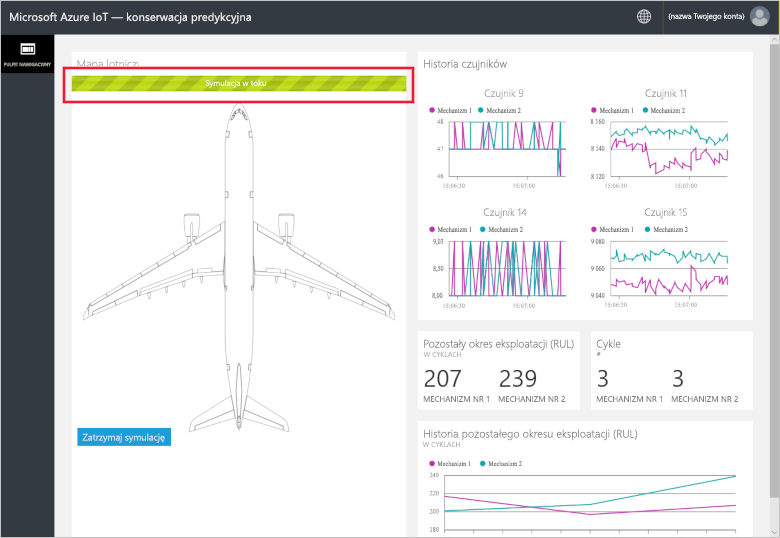 Microsoft Azure IoT — konserwacja predykcyjna
(nazwa Twojego konta)
PULPIT NAWIGACYJNY
Mapa lotnicza
Symulacja w toku
Zatrzymaj symulację
Historia czujników
Czujnik 9
Mechanizm 1 Mechanizm 2
48
47
46
15:06:30 15:07:00
Czujnik 11
Mechanizm 1 Mechanizm 2
8 160
8 140
8 120
15:06:30 15:07:00
Czujnik 14
Mechanizm 1 Mechanizm 2
9,03
8,50
8,00
15:06:30 15:07:00
Czujnik 15
Mechanizm 1 Mechanizm 2
9 080
9 060
9 040
15:06:30 15:07:00
Pozostały okres eksploatacji (RUL)
W CYKLACH
207 239
MECHANIZM NR 1 MECHANIZM NR 2
Cykle
#
3 3
MECHANIZM NR 1 MECHANIZM NR 2
Historia pozostałego okresu eksploatacji (RUL)
W CYKLACH
Mechanizm 1 Mechanizm 2
240
220
300
180